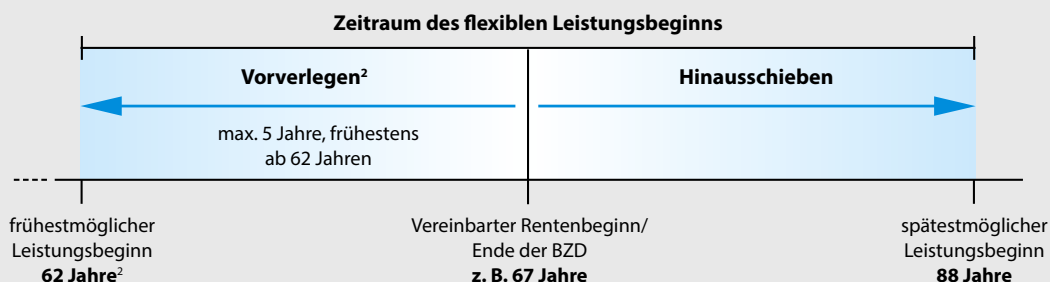 Zeitraum des flexiblen Leistungsbeginns
Vorverlegen²
Hinausschieben
max. 5 Jahre, frühestens
ab 62 Jahren
frühestmöglicher
Leistungsbeginn
62 Jahre²
Vereinbarter Rentenbeginn/
Ende der BZD
z. B. 67 Jahre
spätestmöglicher
Leistungsbeginn
88 Jahre